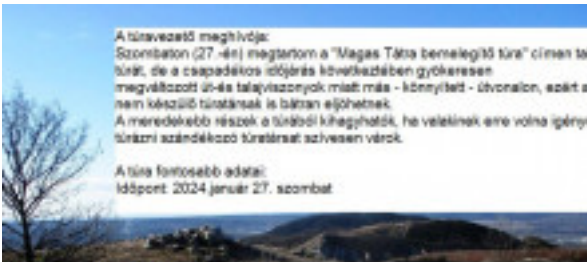 A túravezető meghívója:
Szombaton (27.-én) megtartom a "Magas Tátra bemelegítő túra" címen
túrát, de a csapadékos időjárás következtében gyökeresen
megváltozott út-és talajviszonyok miatt más - könnyített - útvonalon, ezért a
nem készülő túratársak is bátran eljöhetnek.
A meredekebb részek a túrából kihagyhatók, ha valakinek erre volna
túrázni szándékozó túratársat szívesen várok.
A túra fontosabb adatai:
Időpont: 2024.január 27. szombat